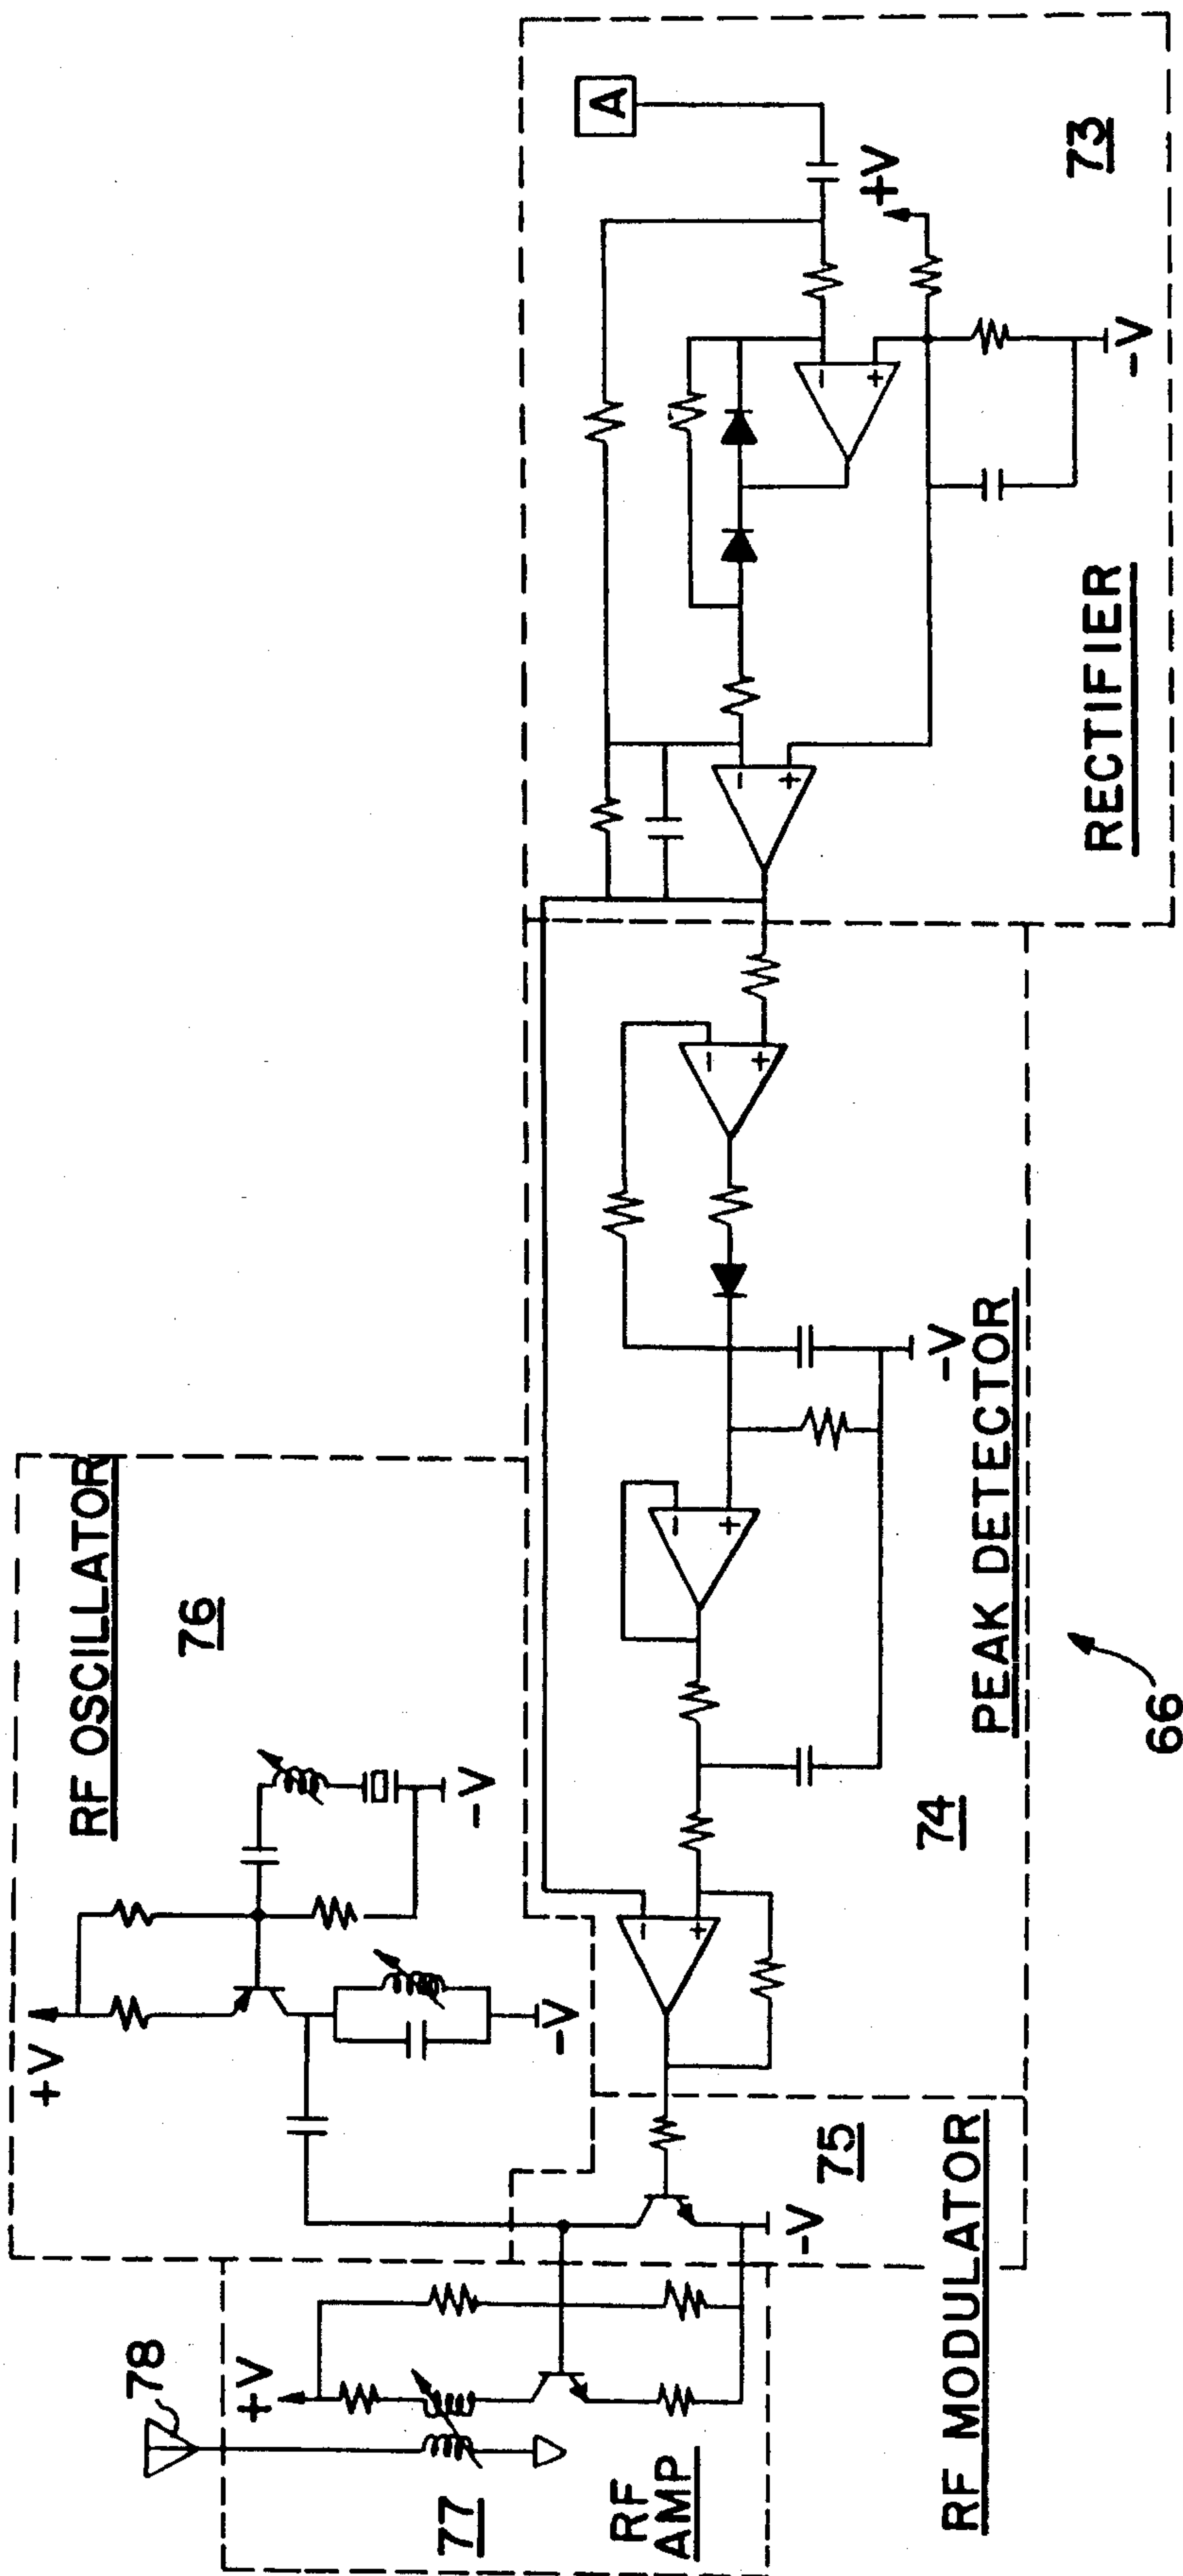 RF OSCILLATOR
76
+V
-V
-V
78
+V
77
RF
AMP
RF MODULATOR
75
-V
-
+
74
PEAK DETECTOR
-
+
-V
-
+
66
A
+V
73
-
+
-V
-
+
RECTIFIER